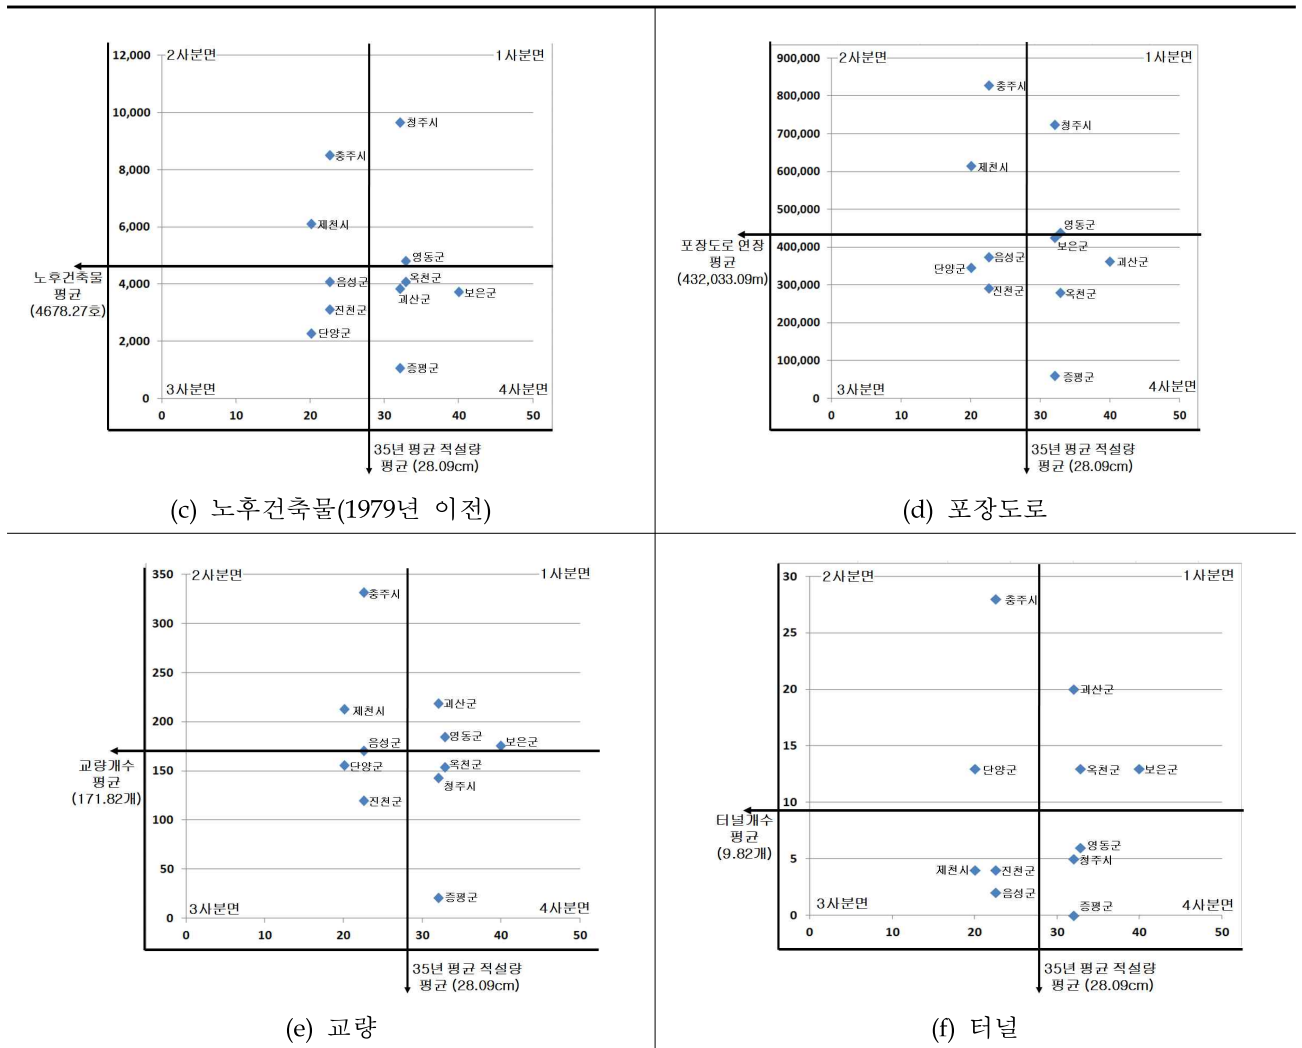 2사분면
1사분면
12,000
10,000
8,000
6,000
4,000
2,000
0
청주시
충주시
제천시
영동군
음성군
옥천군
괴산군
보은군
진천군
단양군
증평군
노후건축물
평균
(4678.27호)
3사분면
4사분면
0 10 20 30 40 50
35년 평균 적설량
평균 (28.09cm)
(c) 노후건축물(1979년 이전)
2사분면
1사분면
900,000
800,000
700,000
600,000
500,000
400,000
300,000
200,000
100,000
0
충주시
청주시
제천시
영동군
보은군
음성군
괴산군
단양군
진천군
옥천군
증평군
포장도로 연장
평균
(432,033.09m)
3사분면
4사분면
0 10 20 30 40 50
35년 평균 적설량
평균 (28.09cm)
(d) 포장도로
2사분면
1사분면
350
300
250
200
150
100
50
0
충주시
제천시
괴산군
음성군
영동군
보은군
단양군
옥천군
청주시
진천군
증평군
교량개수
평균
(171.82개)
3사분면
4사분면
0 10 20 30 40 50
35년 평균 적설량
평균 (28.09cm)
(e) 교량
2사분면
1사분면
30
25
20
15
10
5
0
충주시
괴산군
단양군
옥천군
보은군
영동군
청주시
제천시
진천군
음성군
증평군
터널개수
평균
(9.82개)
3사분면
4사분면
0 10 20 30 40 50
35년 평균 적설량
평균 (28.09cm)
(f) 터널